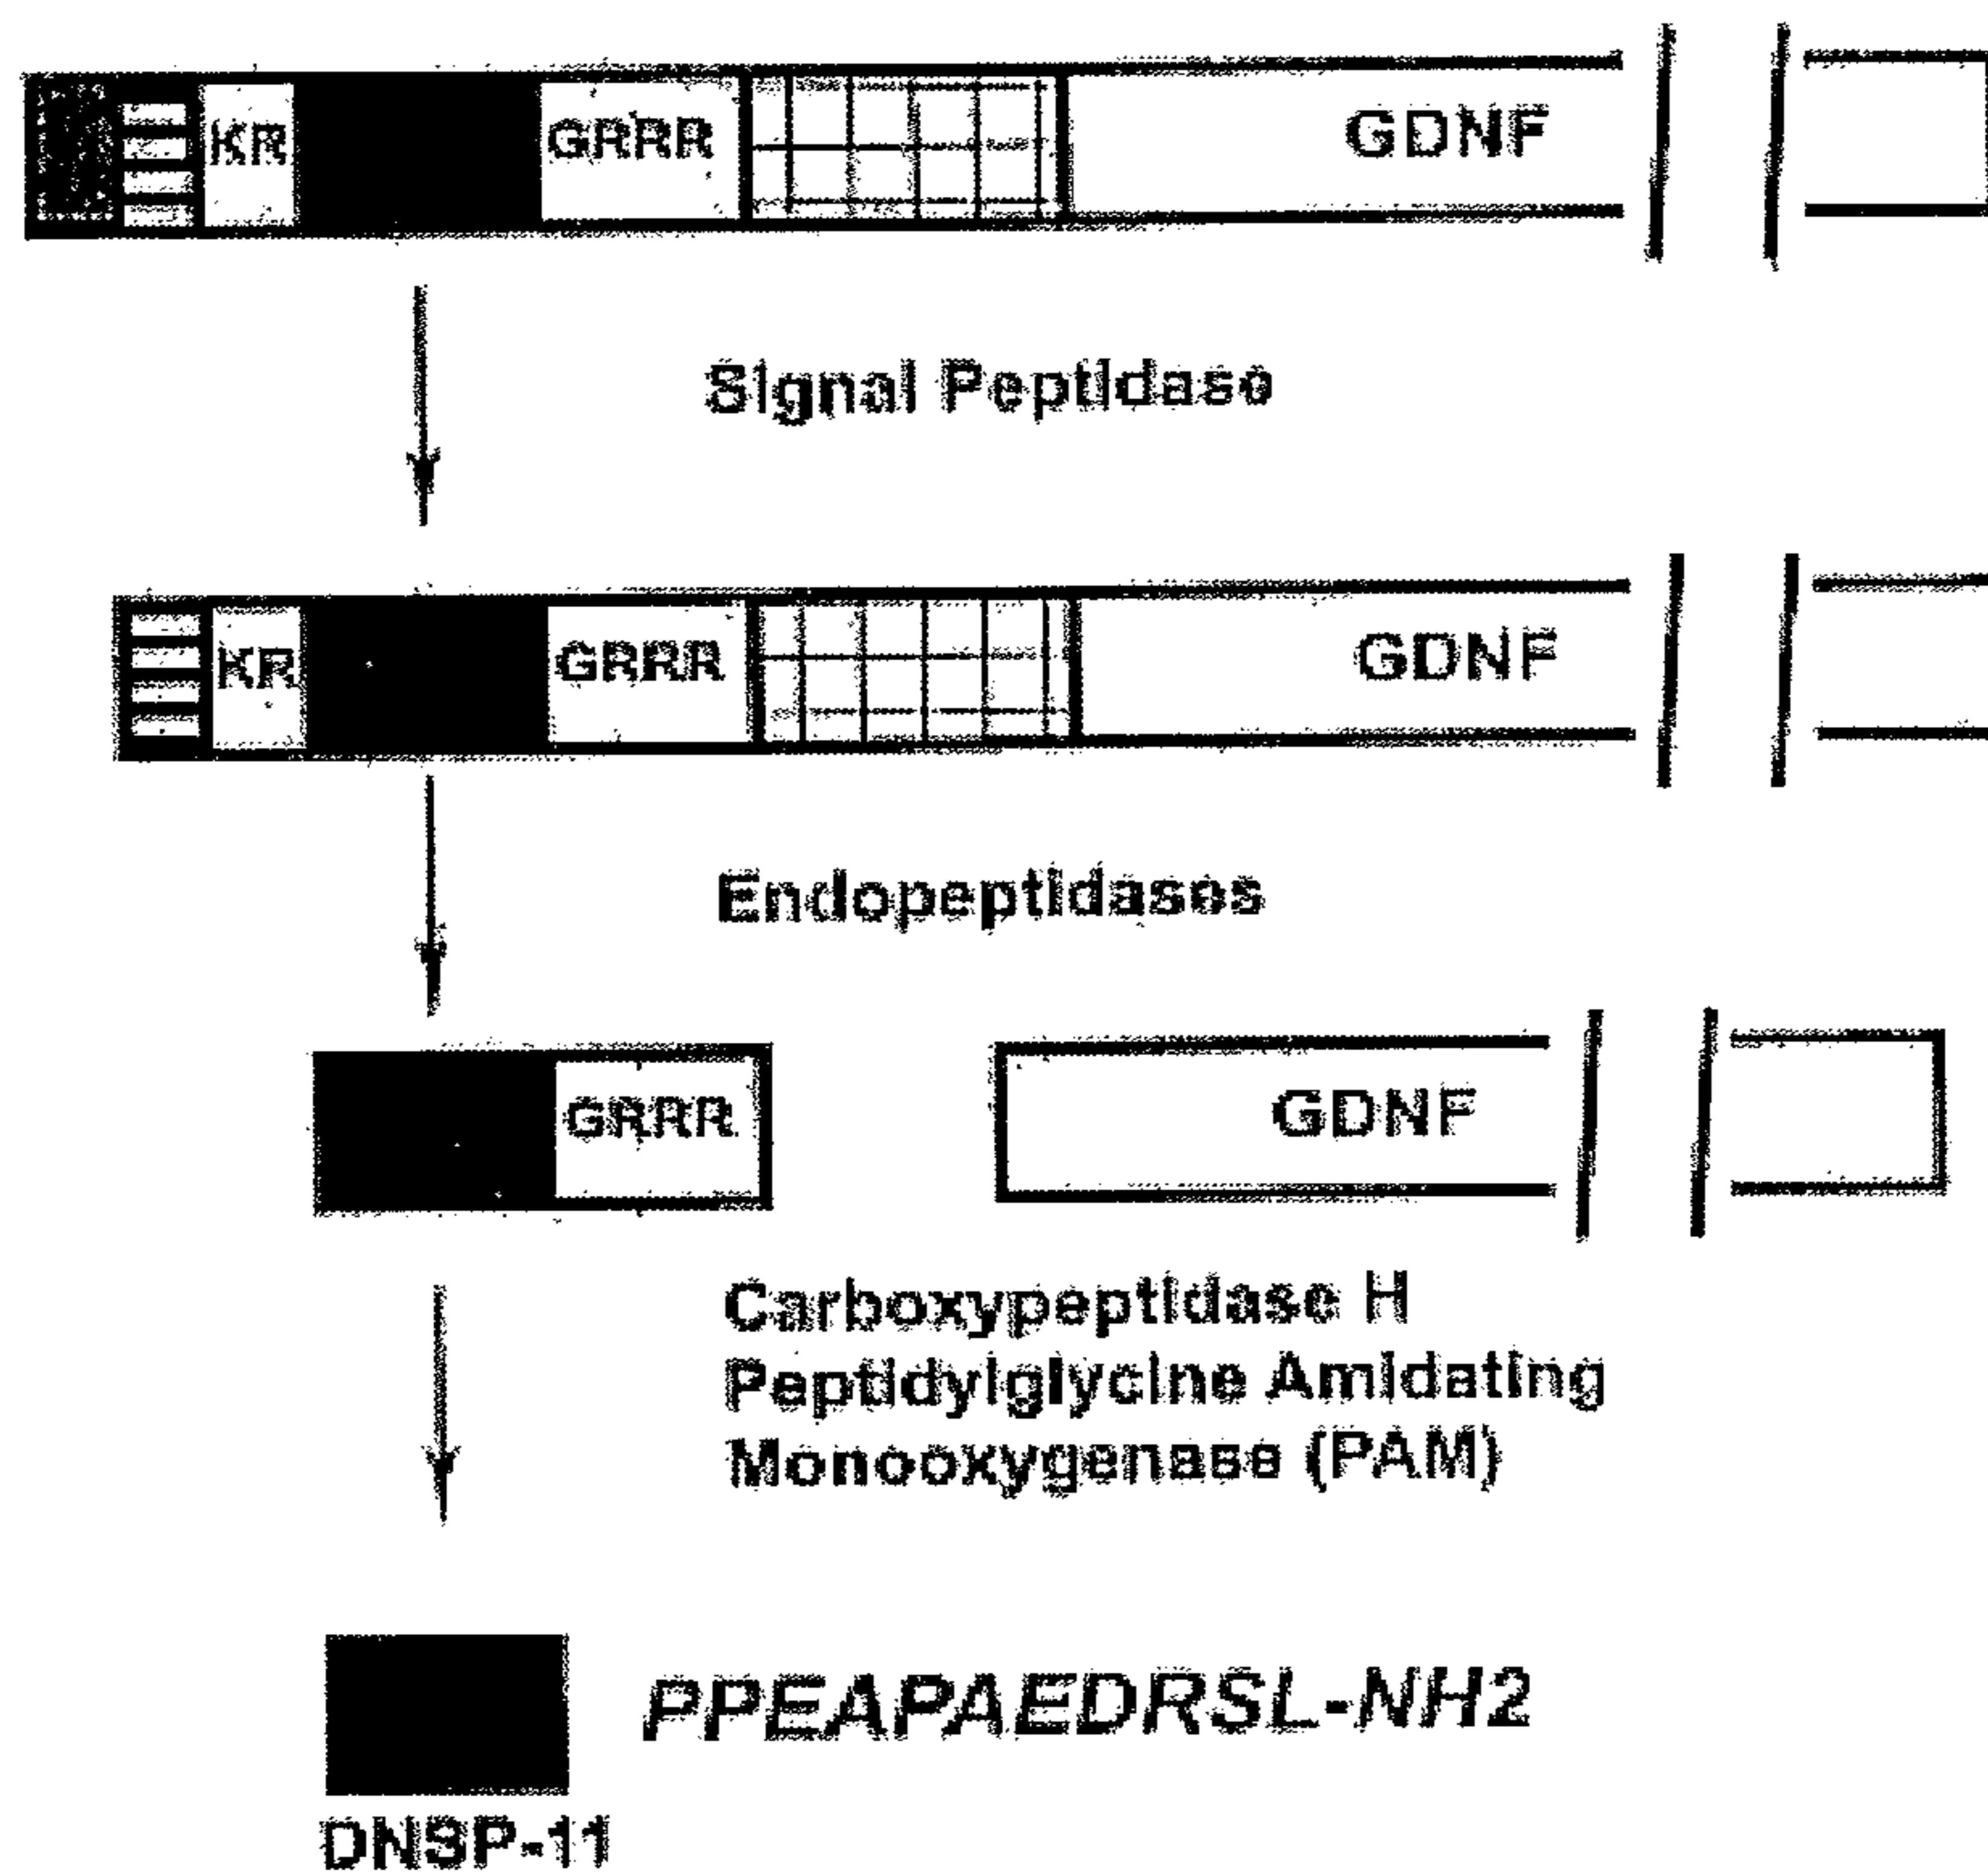 KR GRRR GDNF
Signal Peptidase
KR GRRR GDNF
Endopeptidases
GRRR GDNF
Carboxypeptidase H
Peptidylglycine Amidating
Monooxygenase (PAM)
PPEAPAEDRSL-NH2
DNSP-11